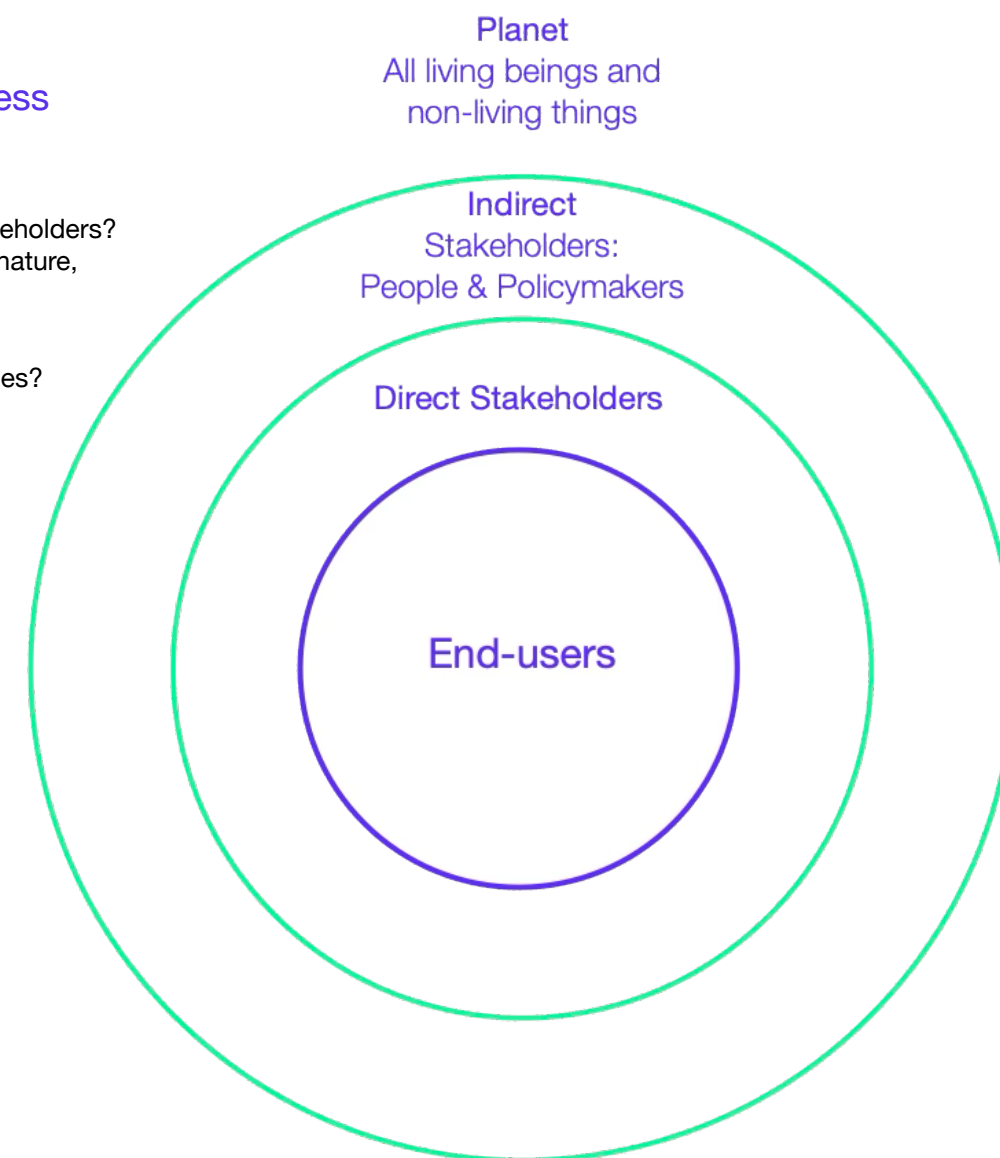 ess
eholders?
nature,
es?
Planet
All living beings and
non-living things
Indirect
Stakeholders:
People & Policymakers
Direct Stakeholders
End-users